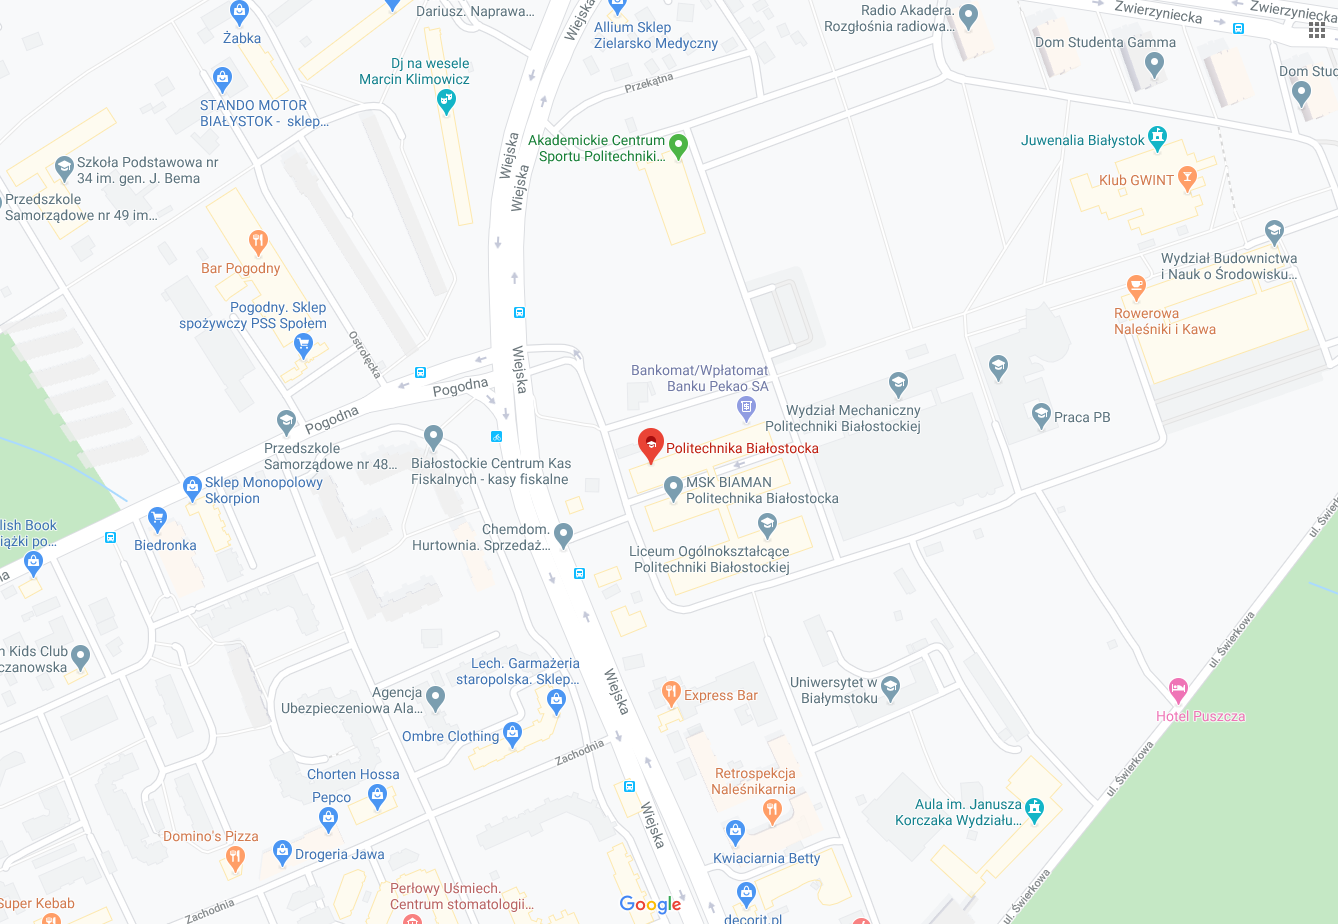 Dariusz. Naprawa...
Wiejska
Allium Sklep
Zielarsko Medyczny
Radio Akadera.
Rozgłośnia radiowa...
Zwierzyniecka
Zwierzyniecka
Żabka
Dom Studenta Gamma
Dom Stud
Dj na wesele
Marcin Klimowicz
Przekątna
STANDO MOTOR
BIAŁYSTOK - sklep...
Wiejska
Wiejska
Akademickie Centrum
Sportu Politechniki...
Juwenalia Białystok
Szkoła Podstawowa nr
34 im. gen. J. Bema
Klub GWINT
Przedszkole
Samorządowe nr 49 im...
Bar Pogodny
Wydział Budownictwa
i Nauk o Środowisku...
Pogodny. Sklep
spożywczy PSS Społem
Rowerowa
Naleśniki i Kawa
Ostrołęcka
Wiejska
Pogodna
Pogodna
Bankomat/Wpłatomat
Banku Pekao SA
Wydział Mechaniczny
Politechniki Białostockiej
Praca PB
Przedszkole
Samorządowe nr 48...
Białostockie Centrum Kas
Fiskalnych - kasy fiskalne
Politechnika Białostocka
MSK BIAMAN
Politechnika Białostocka
Sklep Monopolowy
Skorpion
lish Book
iążki po...
Biedronka
Chemdom.
Hurtownia. Sprzedaż...
Liceum Ogólnokształcące
Politechniki Białostockiej
na
ul. Świerk
ul. Świerkowa
n Kids Club
czanowska
Lech. Garmażeria
staropolska. Sklep...
Agencja
Ubezpieczeniowa Ala...
Wiejska
Express Bar
Uniwersytet w
Białymstoku
Hotel Puszcza
Ombre Clothing
Zachodnia
ul. Świerkowa
Chorten Hossa
Pepco
Retrospekcja
Naleśnikarnia
Aula im. Janusza
Korczaka Wydziału...
Wiejska
Domino's Pizza
Drogeria Jawa
Kwiaciarnia Betty
Perłowy Uśmiech.
Centrum stomatologii...
Super Kebab
Zachodnia
Google
decorit.pl
ul. Świerkowa